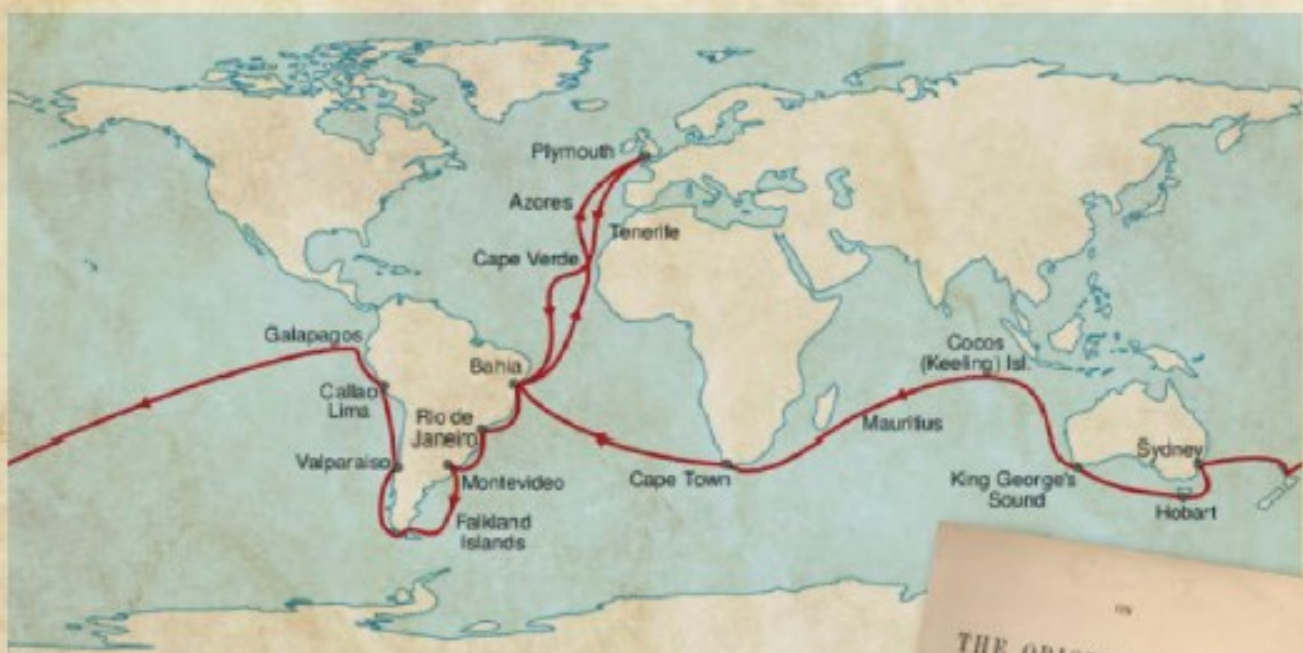 Plymouth
Azores
Tenerife
Cape Verde
Galapagos
Bahia
Cocos
(Keeling) Isl.
Callao
Lima
Rio de
Janeiro
Mauritius
Valparaiso
Montevideo
Cape Town
King George's
Sound
Sydney
Hobart
Falkland
Islands
ON
THE